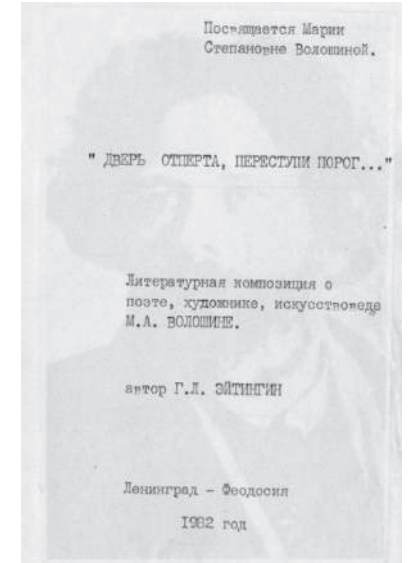 Посвящается Марии
Степановне Волошиной.
" ДВЕРЬ ОТПЕРТА, ПЕРЕСТУПИ ПОРОГ..."
Литературная композиция о
поэте, художнике, искусствоведе
М.А. ВОЛОШИНЕ.
автор Г.Л. ЭЙТИНГИН
Ленинград - Феодосия
1982 год